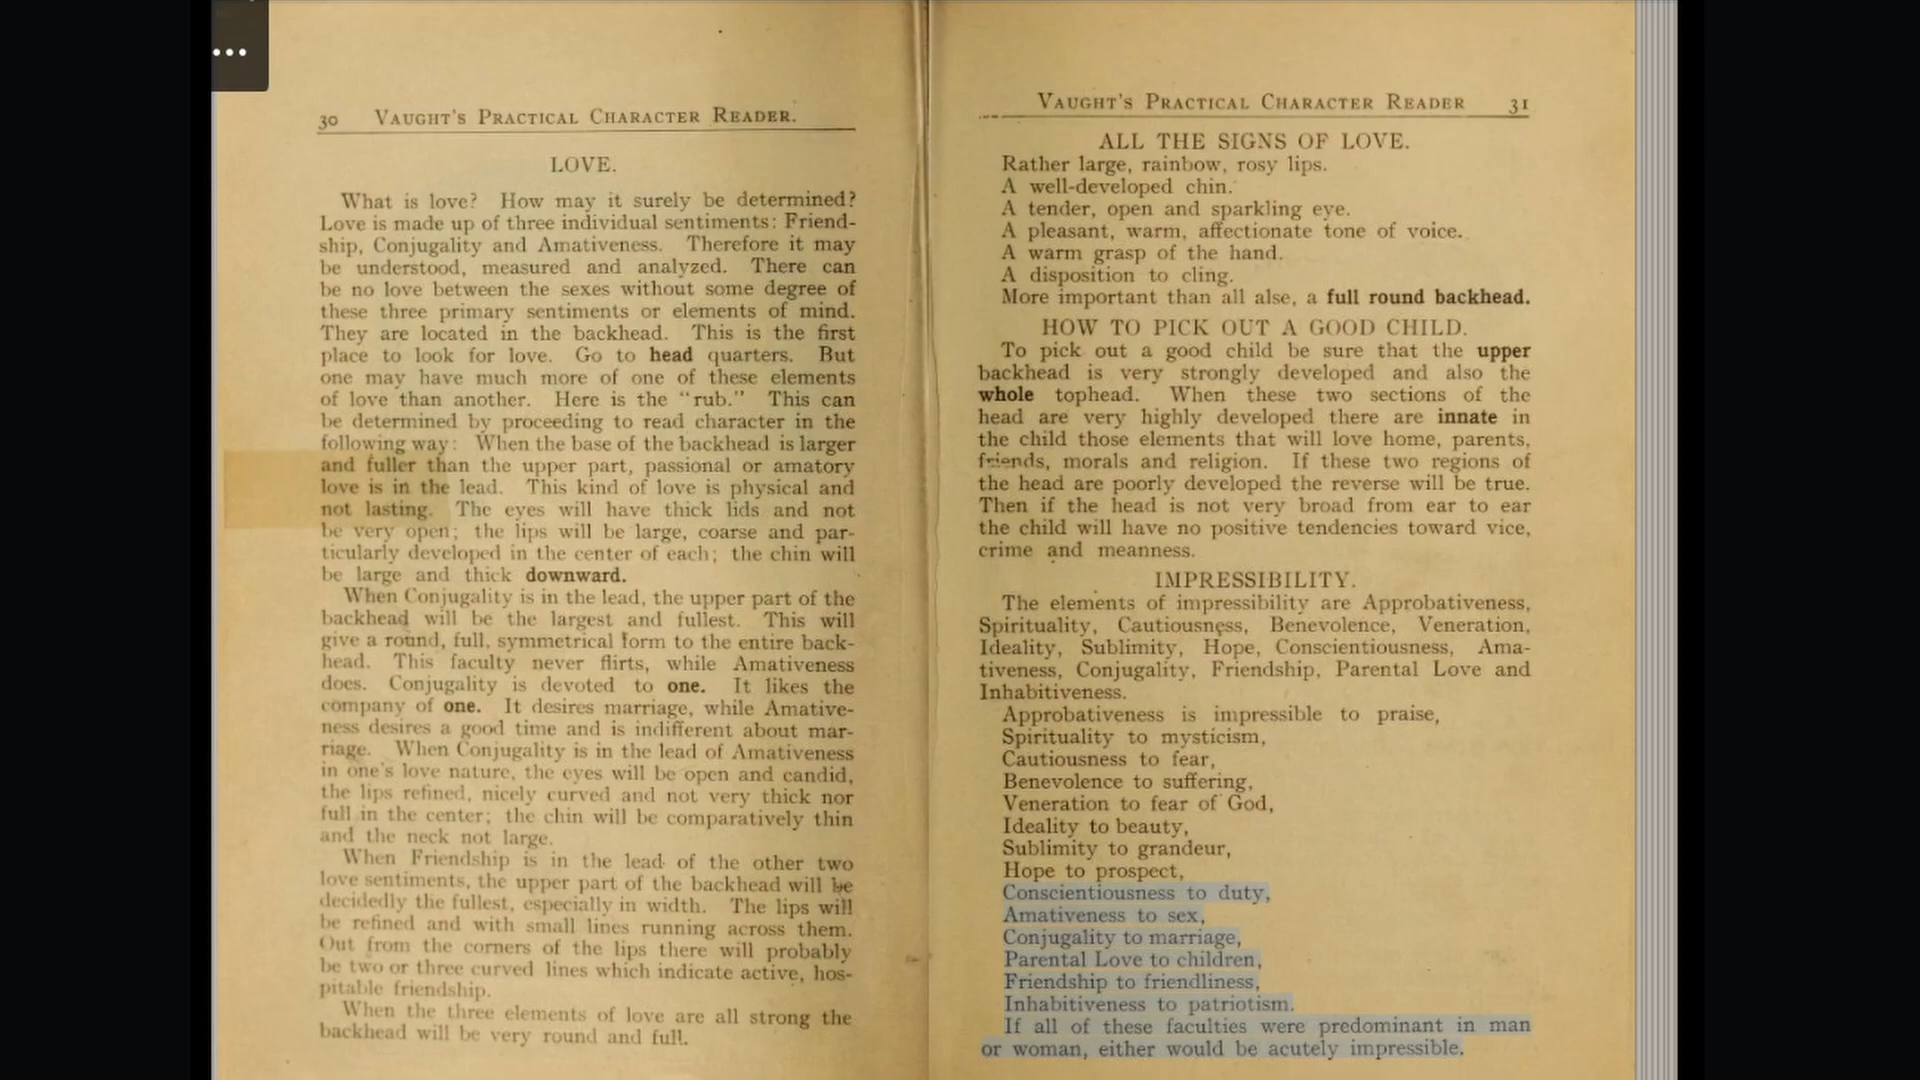 30 VAUGHT'S PRACTICAL CHARACTER READER.
LOVE.
What is love? How may it surely be determined?
Love is made up of three individual sentiments: Friend-
ship, Conjugality and Amativeness. Therefore it may
be understood, measured and analyzed. There can
be no love between the sexes without some degree of
these three primary sentiments or elements of mind.
They are located in the backhead. This is the first
place to look for love. Go to head quarters. But
one may have much more of one of these elements
of love than another. Here is the "rub." This can
be determined by proceeding to read character in the
following way: When the base of the backhead is larger
and fuller than the upper part, passional or amatory
love is in the lead. This kind of love is physical and
not lasting. The eyes will have thick lids and not
be very open; the lips will be large, coarse and par-
ticularly developed in the center of each; the chin will
be large and thick downward.
When Conjugality is in the lead, the upper part of the
backhead will be the largest and fullest. This will
give a round, full, symmetrical form to the entire back-
head. This faculty never flirts, while Amativeness
does. Conjugality is devoted to one. It likes the
company of one. It desires marriage, while Amative-
ness desires a good time and is indifferent about mar-
riage. When Conjugality is in the lead of Amativeness
in one's love nature, the eyes will be open and candid,
the lips refined, nicely curved and not very thick nor
full in the center; the chin will be comparatively thin
and the neck not large.
When Friendship is in the lead of the other two
love sentiments, the upper part of the backhead will be
decidedly the fullest, especially in width. The lips will
be refined and with small lines running across them.
Out from the corners of the lips there will probably
be two or three curved lines which indicate active, hos-
pitable friendship.
When the three elements of love are all strong the
backhead will be very round and full.
VAUGHT'S PRACTICAL CHARACTER READER 31
ALL THE SIGNS OF LOVE.
Rather large, rainbow, rosy lips.
A well-developed chin.
A tender, open and sparkling eye.
A pleasant, warm, affectionate tone of voice.
A warm grasp of the hand.
A disposition to cling.
More important than all alse, a full round backhead.
HOW TO PICK OUT A GOOD CHILD.
To pick out a good child be sure that the upper
backhead is very strongly developed and also the
whole tophead. When these two sections of the
head are very highly developed there are innate in
the child those elements that will love home, parents,
friends, morals and religion. If these two regions of
the head are poorly developed the reverse will be true.
Then if the head is not very broad from ear to ear
the child will have no positive tendencies toward vice,
crime and meanness.
IMPRESSIBILITY.
The elements of impressibility are Approbativeness,
Spirituality, Cautiousness, Benevolence, Veneration,
Ideality, Sublimity, Hope, Conscientiousness, Ama-
tiveness, Conjugality, Friendship, Parental Love and
Inhabitiveness.
Approbativeness is impressible to praise,
Spirituality to mysticism,
Cautiousness to fear,
Benevolence to suffering,
Veneration to fear of God,
Ideality to beauty,
Sublimity to grandeur,
Hope to prospect,
Conscientiousness to duty,
Amativeness to sex,
Conjugality to marriage,
Parental Love to children,
Friendship to friendliness,
Inhabitiveness to patriotism.
If all of these faculties were predominant in man
or woman, either would be acutely impressible.